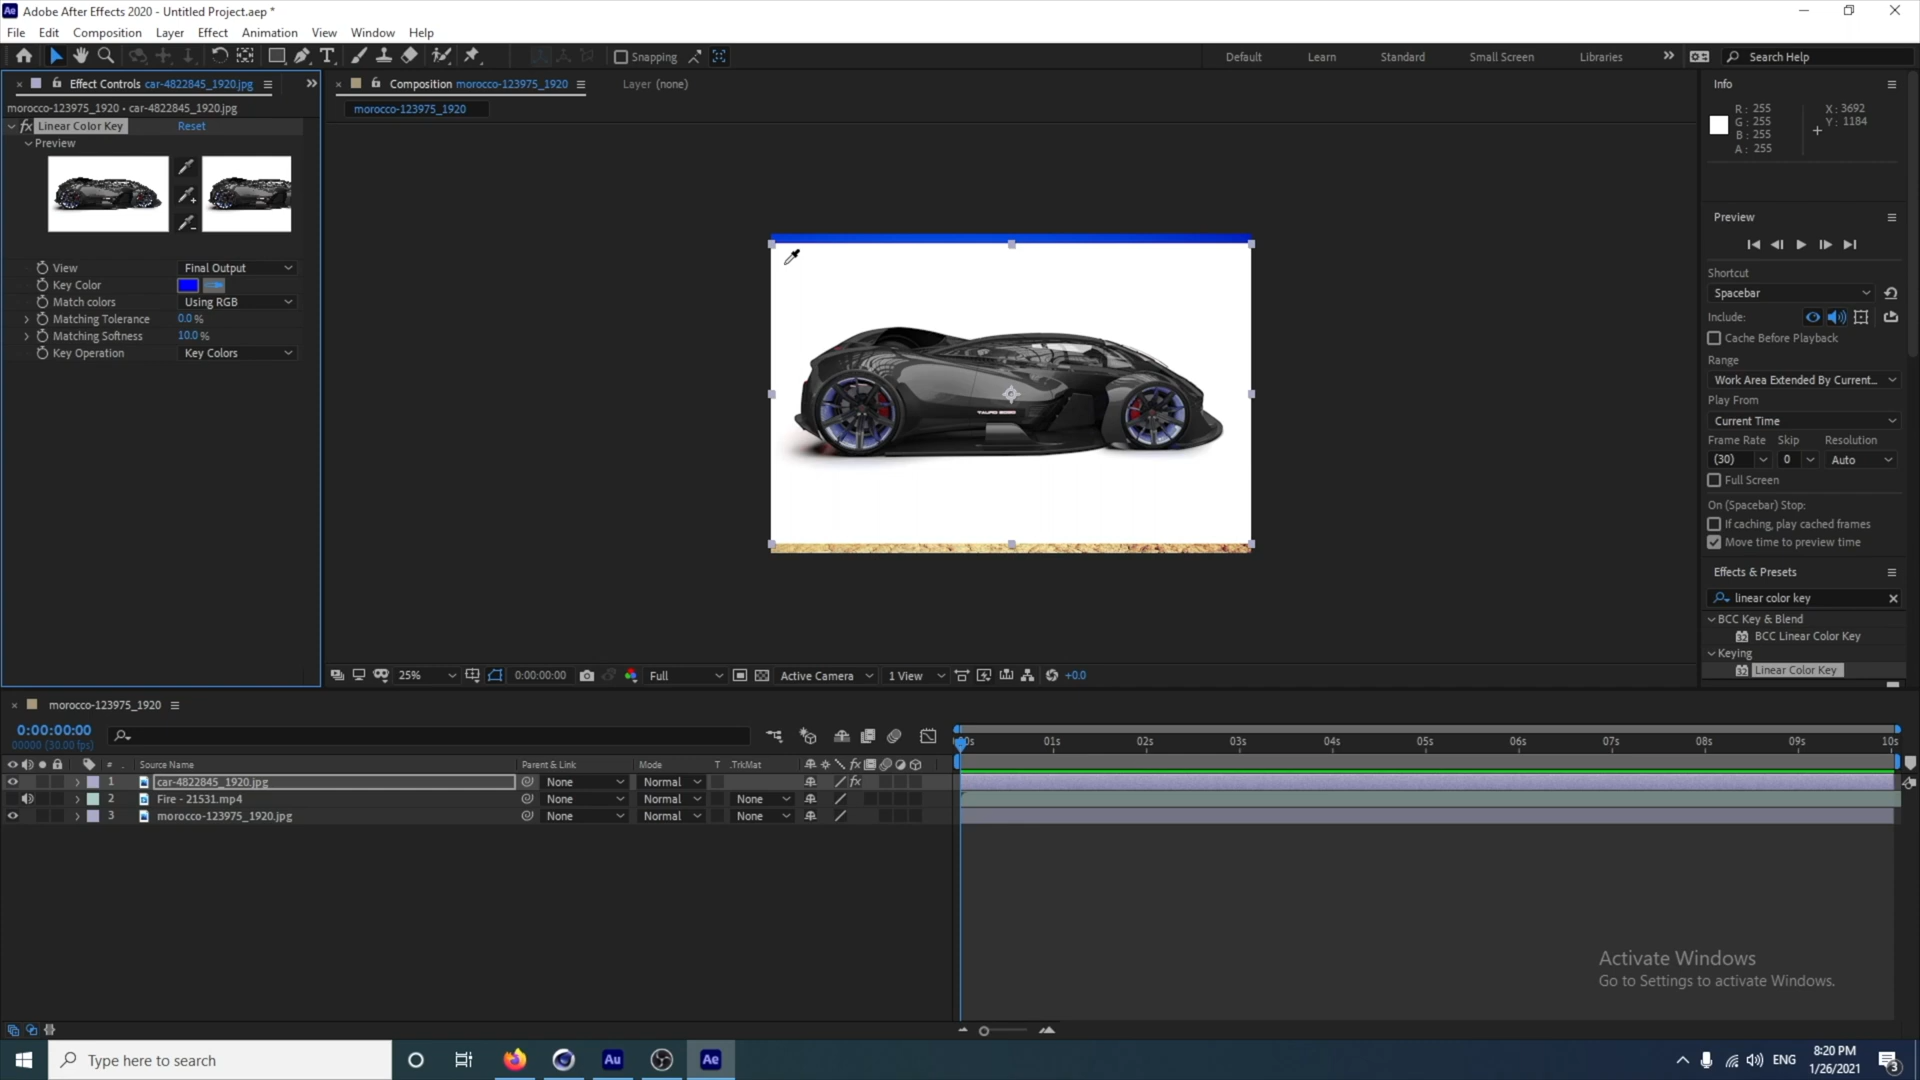 Adobe After Effects 2020 - Untitled Project.aep *
File Edit Composition Layer Effect Animation View Window Help
Snapping
Default Learn Standard Small Screen Libraries
Search Help
Effect Controls car-4822845_1920.jpg
morocco-123975_1920 • car-4822845_1920.jpg
fx Linear Color Key Reset
Preview
View Final Output
Key Color
Match colors Using RGB
Matching Tolerance 0.0 %
Matching Softness 10.0 %
Key Operation Key Colors
Composition morocco-123975_1920
Layer (none)
morocco-123975_1920
25% 0:00:00:00 Full Active Camera 1 View +0.0
Info
R: 255
G: 255
B: 255
A: 255
X: 3692
Y: 1184
Preview
Shortcut
Spacebar
Include:
Cache Before Playback
Range
Work Area Extended By Current...
Play From
Current Time
Frame Rate Skip Resolution
(30) 0 Auto
Full Screen
On (Spacebar) Stop:
If caching, play cached frames
Move time to preview time
Effects & Presets
linear color key
BCC Key & Blend
BCC Linear Color Key
Keying
Linear Color Key
morocco-123975_1920
0:00:00:00
00000 (30.00 fps)
# Source Name Parent & Link Mode T .TrkMat
1 car-4822845_1920.jpg None Normal
2 Fire - 21531.mp4 None Normal None
3 morocco-123975_1920.jpg None Normal None
01s 02s 03s 04s 05s 06s 07s 08s 09s 10s
Activate Windows
Go to Settings to activate Windows.
Type here to search
Au Ae
ENG
8:20 PM
1/26/2021
3